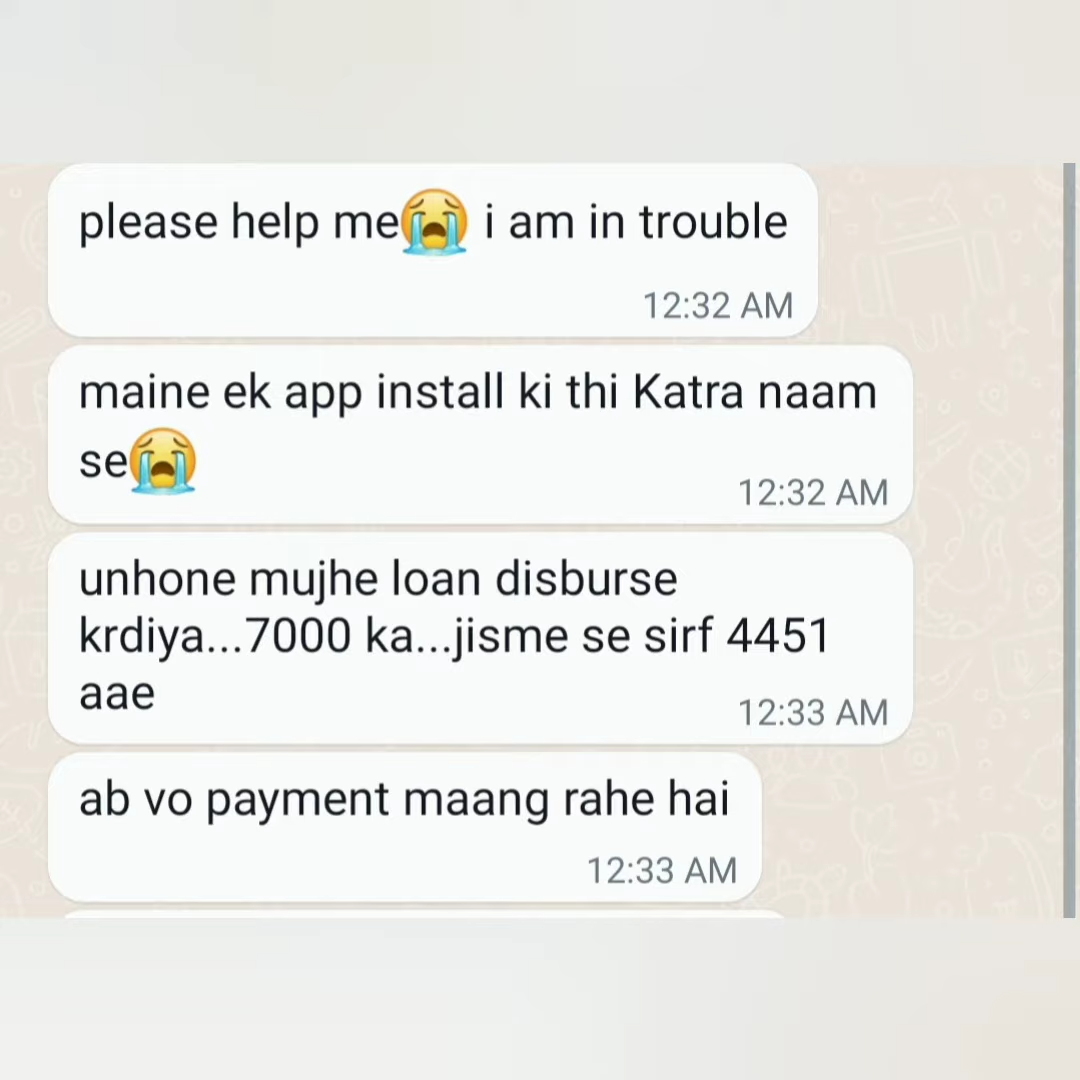 please help me😭 i am in trouble
12:32 AM
maine ek app install ki thi Katra naam
se😭
12:32 AM
unhone mujhe loan disburse
krdiya...7000 ka...jisme se sirf 4451
aae
12:33 AM
ab vo payment maang rahe hai
12:33 AM